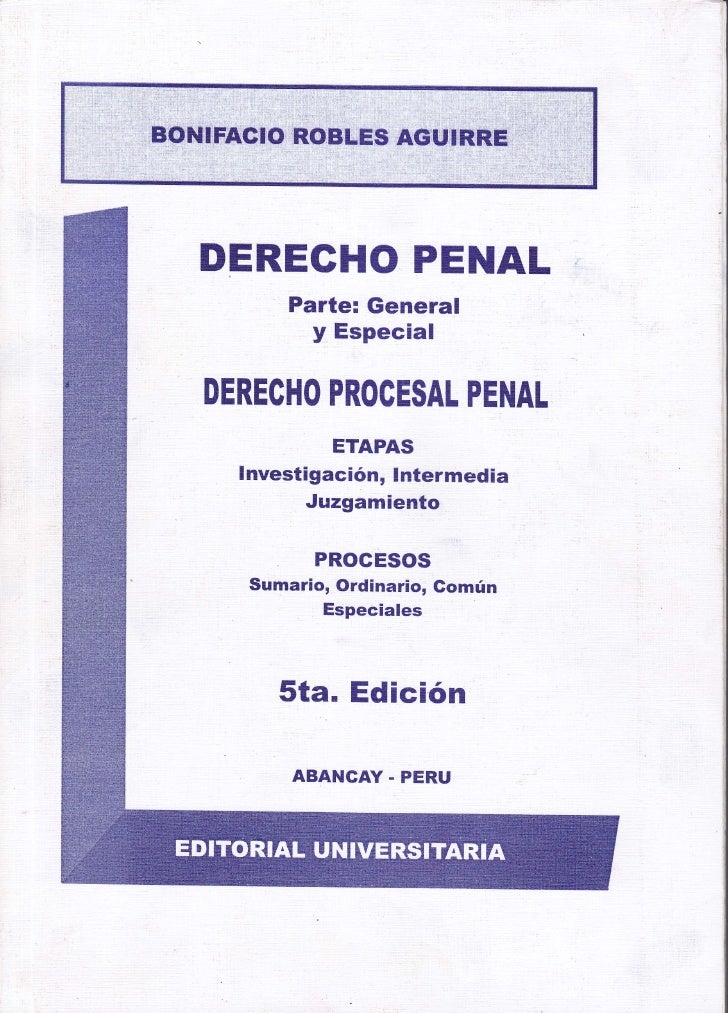 BONIFACIO ROBLES AGUIRRE
DERECHO PENAL
Parte: General
y Especial
DERECHO PROCESAL PENAL
ETAPAS
Investigación, Intermedia
Juzgamiento
PROCESOS
Sumario, Ordinario, Común
Especiales
5ta. Edición
ABANCAY - PERU
EDITORIAL UNIVERSITARIA